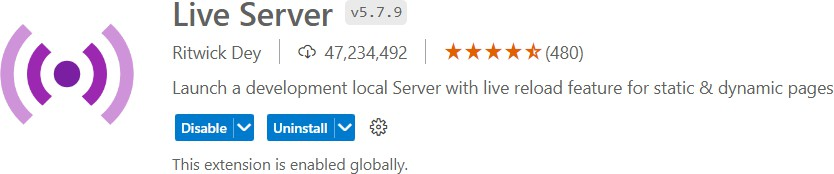 Live Server v5.7.9
Ritwick Dey 47,234,492 (480)
Launch a development local Server with live reload feature for static & dynamic pages
Disable Uninstall
This extension is enabled globally.